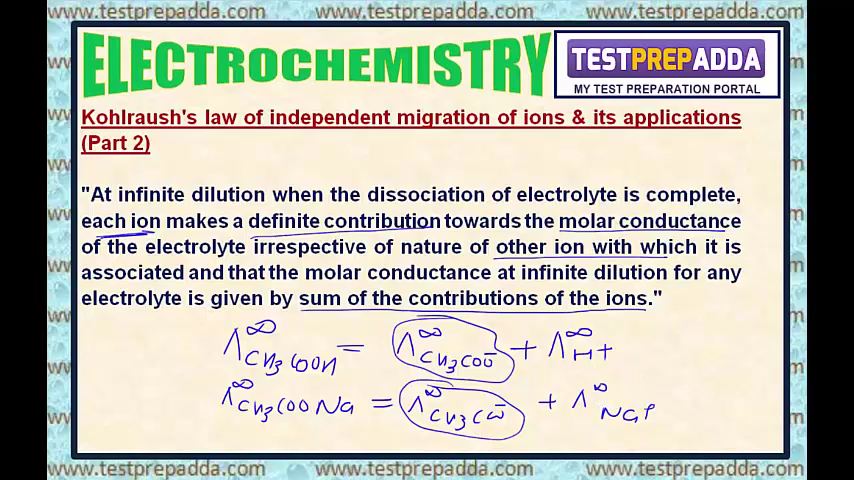 www.testprepadda.com www.testprepadda.com www.testprepadda.com
ELECTROCHEMISTRY
TESTPREPADDA
MY TEST PREPARATION PORTAL
Kohlraush's law of independent migration of ions & its applications
(Part 2)
"At infinite dilution when the dissociation of electrolyte is complete,
each ion makes a definite contribution towards the molar conductance
of the electrolyte irrespective of nature of other ion with which it is
associated and that the molar conductance at infinite dilution for any
electrolyte is given by sum of the contributions of the ions."
Λ∞CH3COOH = Λ∞CH3COO- + Λ∞H+
Λ∞CH3COONa = Λ∞CH3COO- + Λ∞Na+
www.testprepadda.com www.testprepadda.com www.testprepadda.com